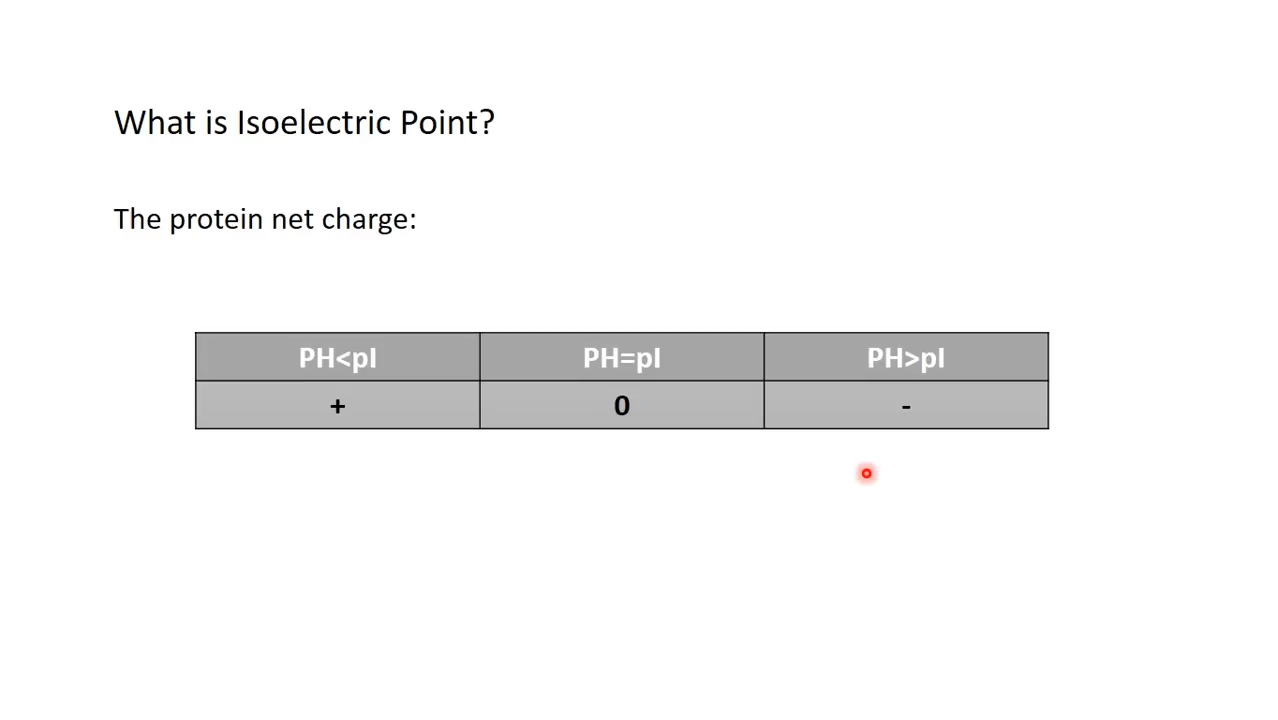 What is Isoelectric Point?
The protein net charge:
PH<pI PH=pI PH>pI
+ 0 -